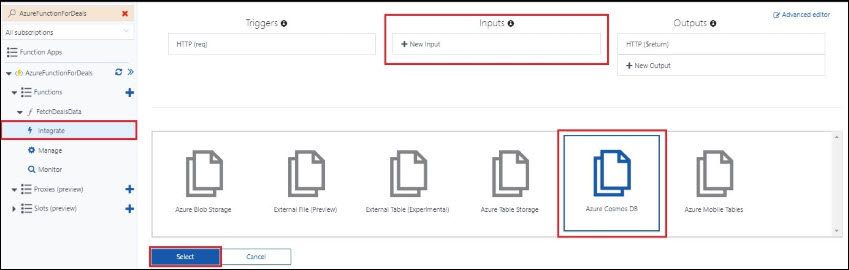 AzureFunctionForDeals
All subscriptions
Function Apps
AzureFunctionForDeals
Functions
FetchDealsData
Integrate
Manage
Monitor
Proxies (preview)
Slots (preview)
Triggers
HTTP (req)
Inputs
+ New Input
Outputs
HTTP ($return)
+ New Output
Advanced editor
Azure Blob Storage
External File (Preview)
External Table (Experimental)
Azure Table Storage
Azure Cosmos DB
Azure Mobile Tables
Select
Cancel